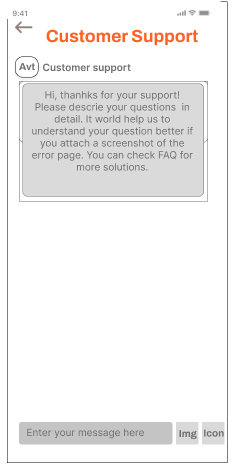 9:41
Customer Support
Avt Customer support
Hi, thanhks for your support!
Please descrie your questions in
detail. It world help us to
understand your question better if
you attach a screenshot of the
error page. You can check FAQ for
more solutions.
Enter your message here Img Icon